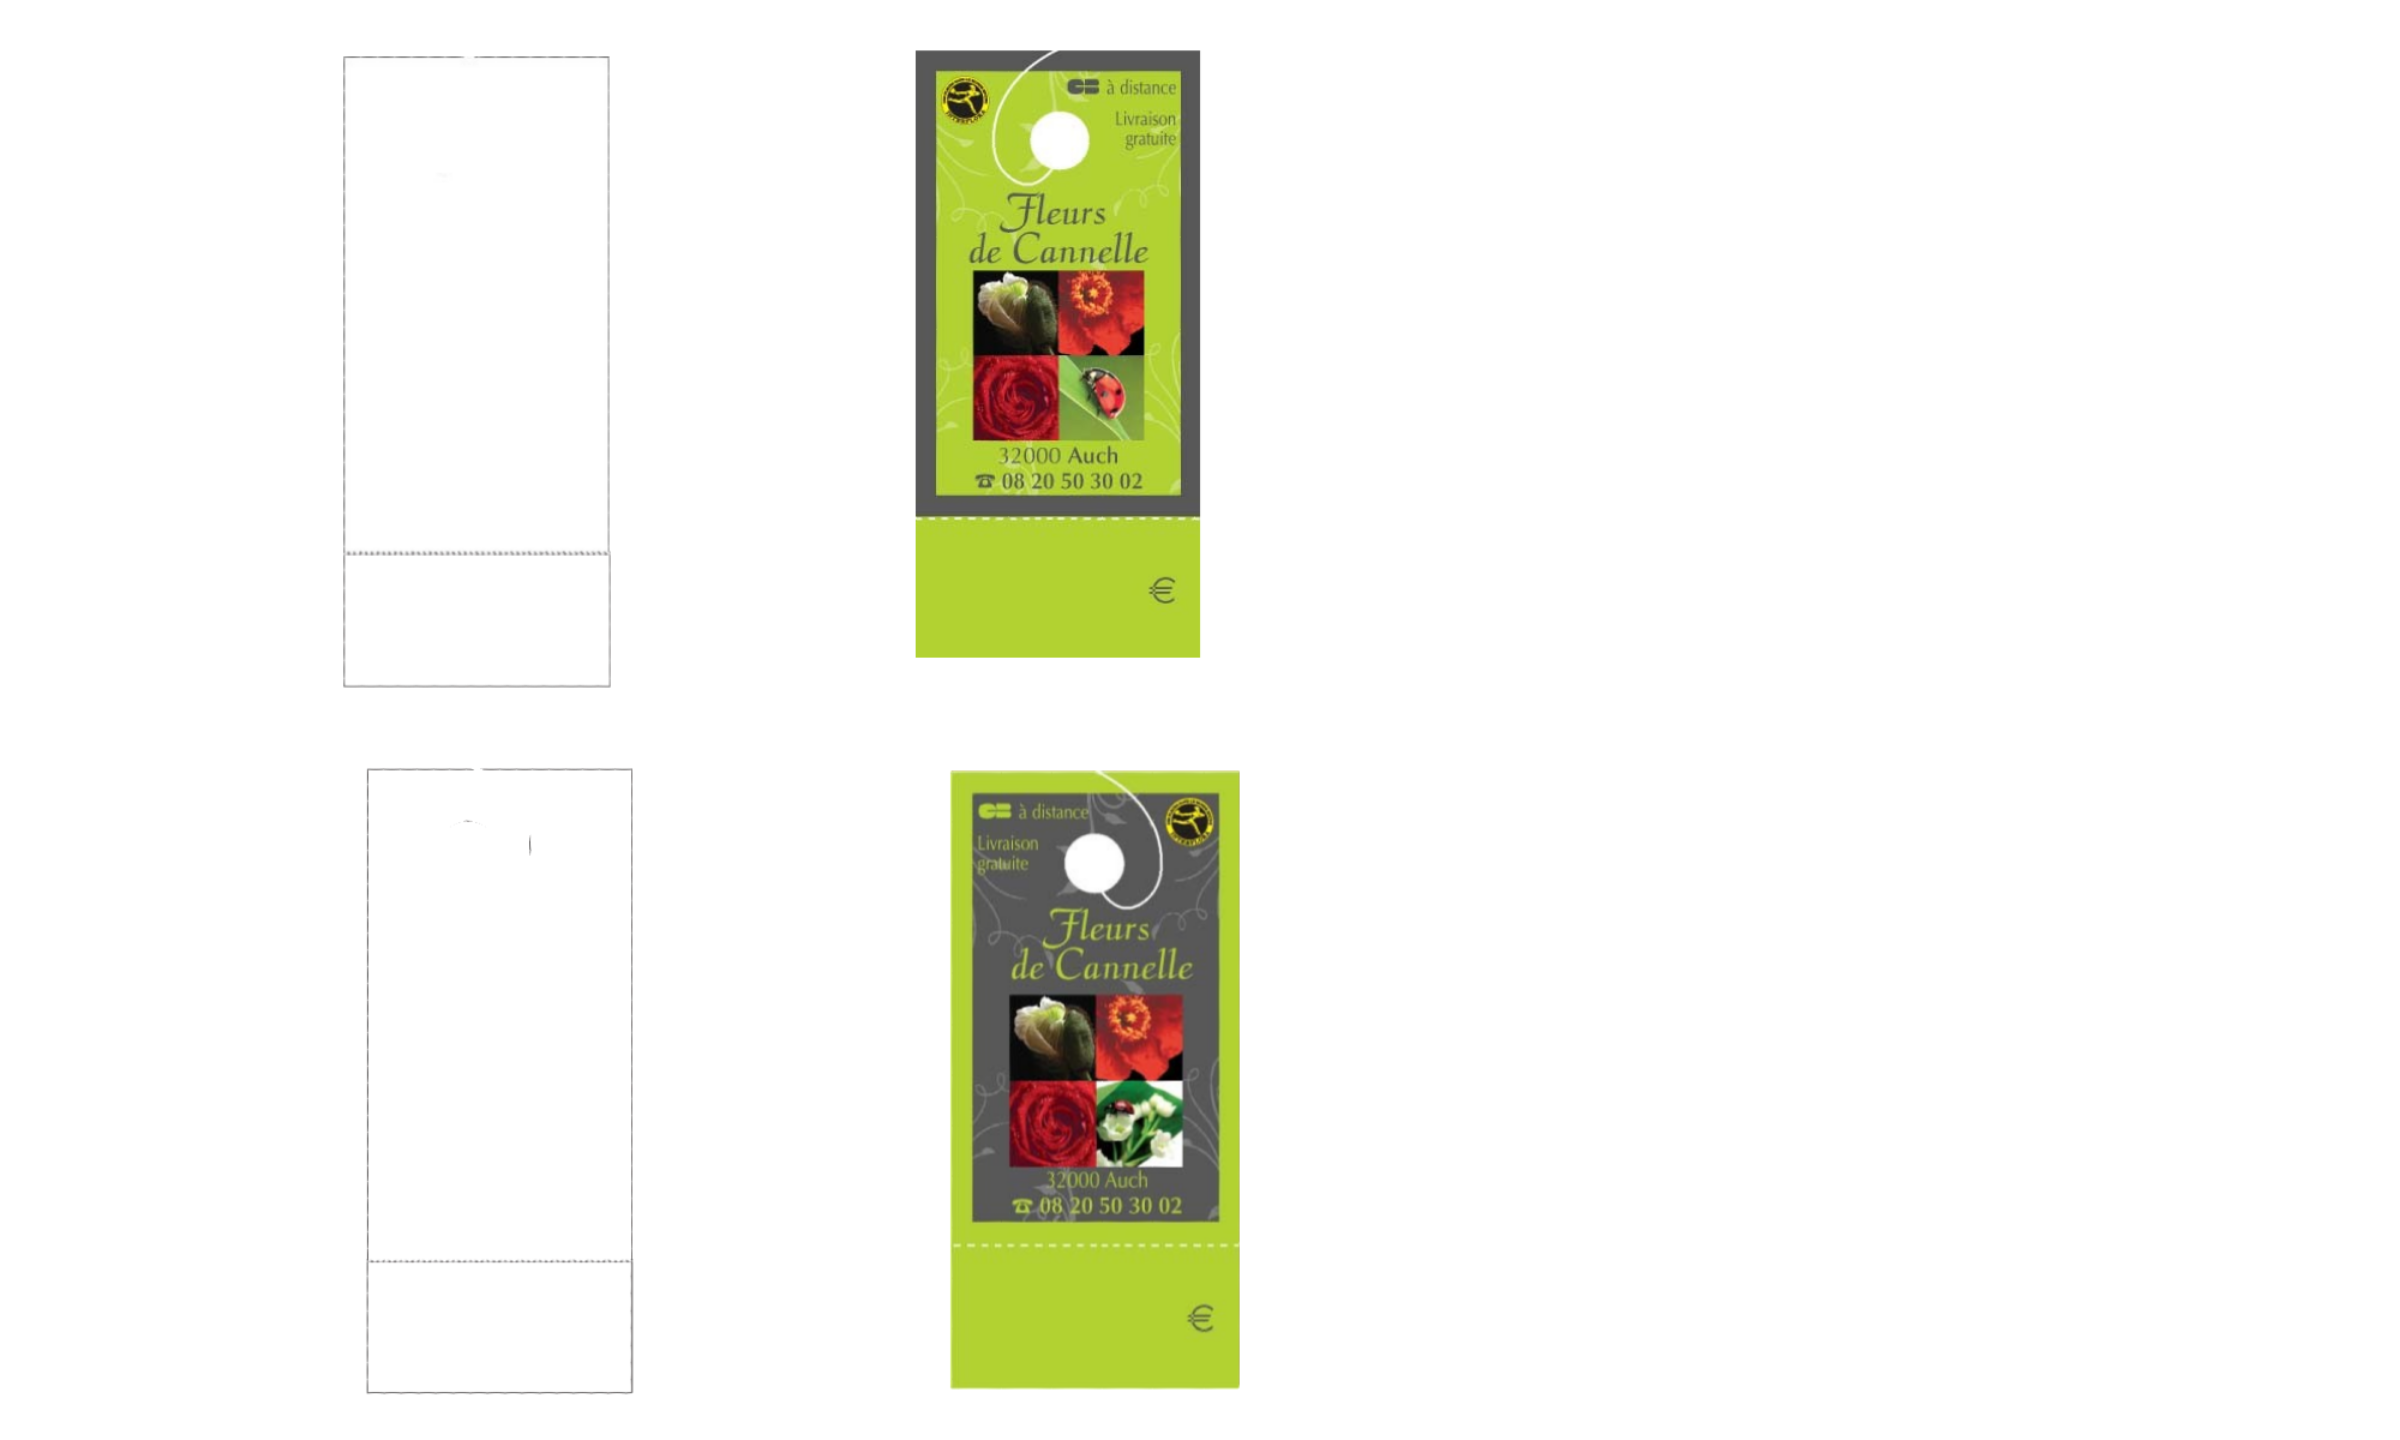 CB à distance
Livraison
gratuite
Fleurs
de Cannelle
32000 Auch
☎ 08 20 50 30 02
€
CB à distance
Livraison
gratuite
Fleurs
de Cannelle
32000 Auch
☎ 08 20 50 30 02
€